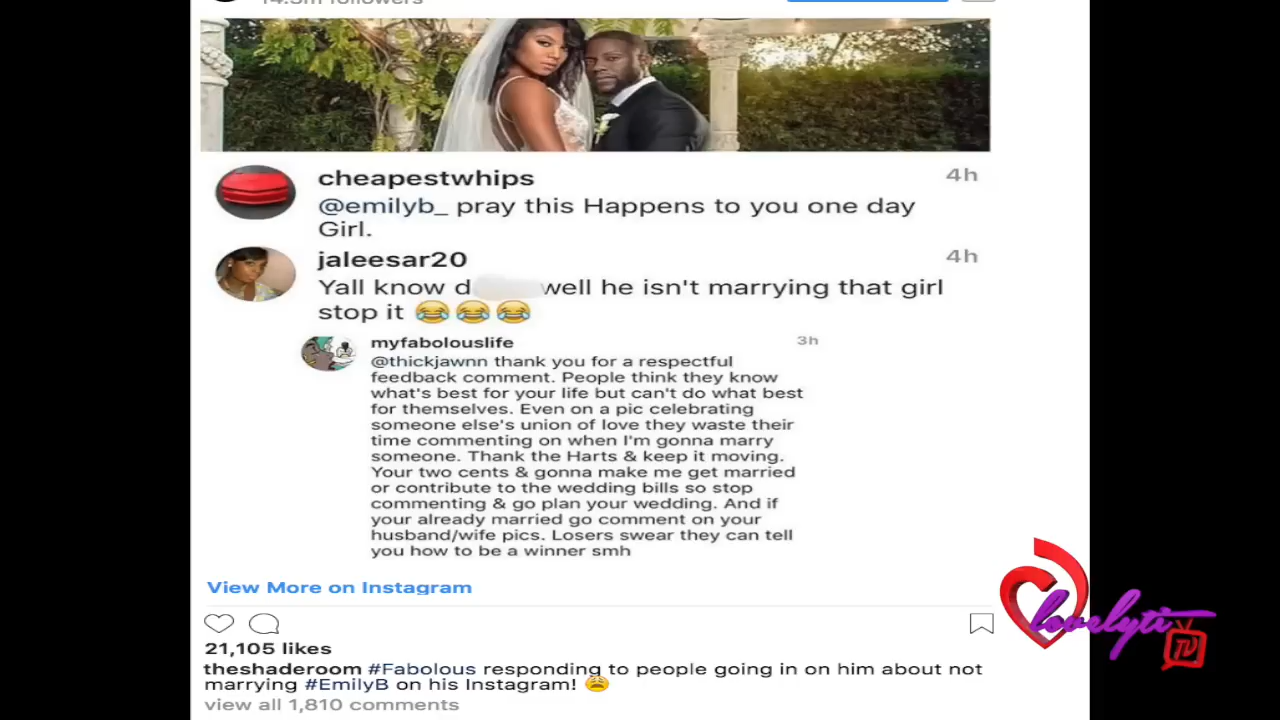 14.3m followers
cheapestwhips 4h
@emilyb_ pray this Happens to you one day
Girl.
jaleesar20 4h
Yall know d well he isn't marrying that girl
stop it 😂😂😂
myfabolouslife 3h
@thickjawnn thank you for a respectful
feedback comment. People think they know
what's best for your life but can't do what best
for themselves. Even on a pic celebrating
someone else's union of love they waste their
time commenting on when I'm gonna marry
someone. Thank the Harts & keep it moving.
Your two cents & gonna make me get married
or contribute to the wedding bills so stop
commenting & go plan your wedding. And if
your already married go comment on your
husband/wife pics. Losers swear they can tell
you how to be a winner smh
View More on Instagram
21,105 likes
theshaderoom #Fabolous responding to people going in on him about not
marrying #EmilyB on his Instagram! 😩
view all 1,810 comments
lovelyti
TV